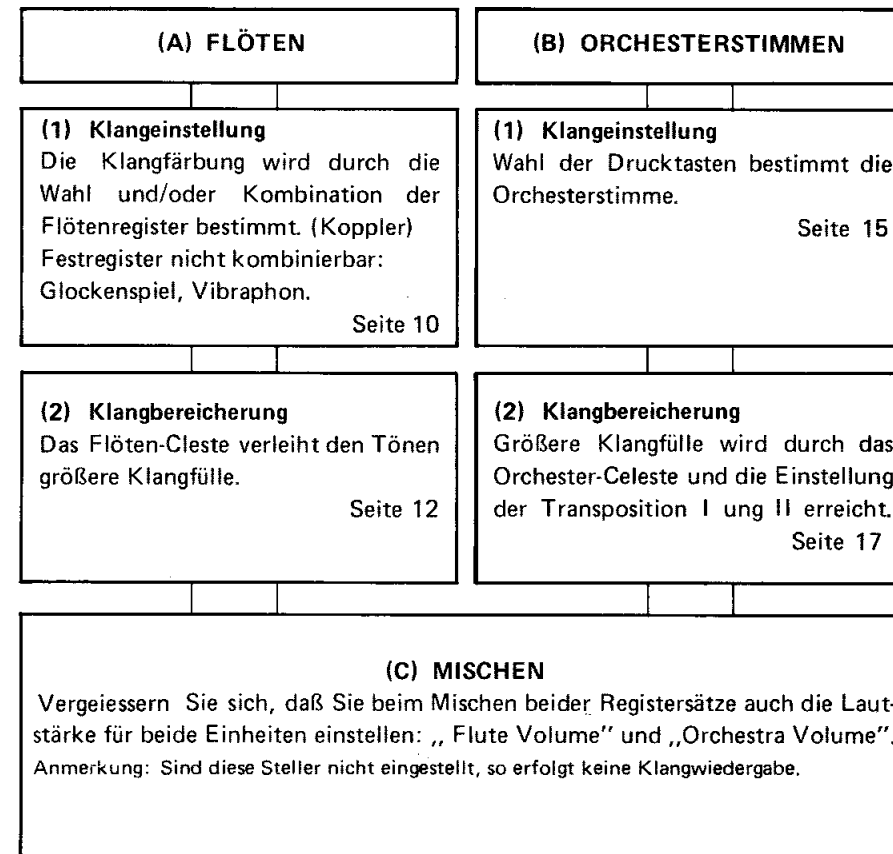 (A) FLÖTEN
(1) Klangeinstellung
Die Klangfärbung wird durch die
Wahl und/oder Kombination der
Flötenregister bestimmt. (Koppler)
Festregister nicht kombinierbar:
Glockenspiel, Vibraphon.
Seite 10
(2) Klangbereicherung
Das Flöten-Cleste verleiht den Tönen
größere Klangfülle.
Seite 12
(B) ORCHESTERSTIMMEN
(1) Klangeinstellung
Wahl der Drucktasten bestimmt die
Orchesterstimme.
Seite 15
(2) Klangbereicherung
Größere Klangfülle wird durch das
Orchester-Celeste und die Einstellung
der Transposition I ung II erreicht.
Seite 17
(C) MISCHEN
Vergeiessern Sie sich, daß Sie beim Mischen beider Registersätze auch die Laut-
stärke für beide Einheiten einstellen: ,, Flute Volume" und ,,Orchestra Volume".
Anmerkung: Sind diese Steller nicht eingestellt, so erfolgt keine Klangwiedergabe.